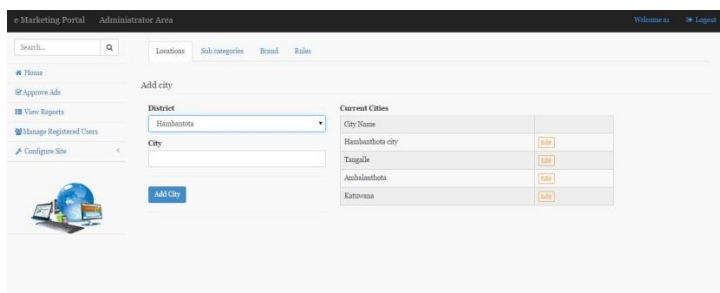 e Marketing Portal Administrator Area
Welcome as Logout
Search...
Home
Approve Ads
View Reports
Manage Registered Users
Configure Site
Locations Sub categories Brand Rules
Add city
District
Hambantota
City
Add City
Current Cities
City Name
Hambanthota city Edit
Tangalle Edit
Ambalanthota Edit
Katuwana Edit